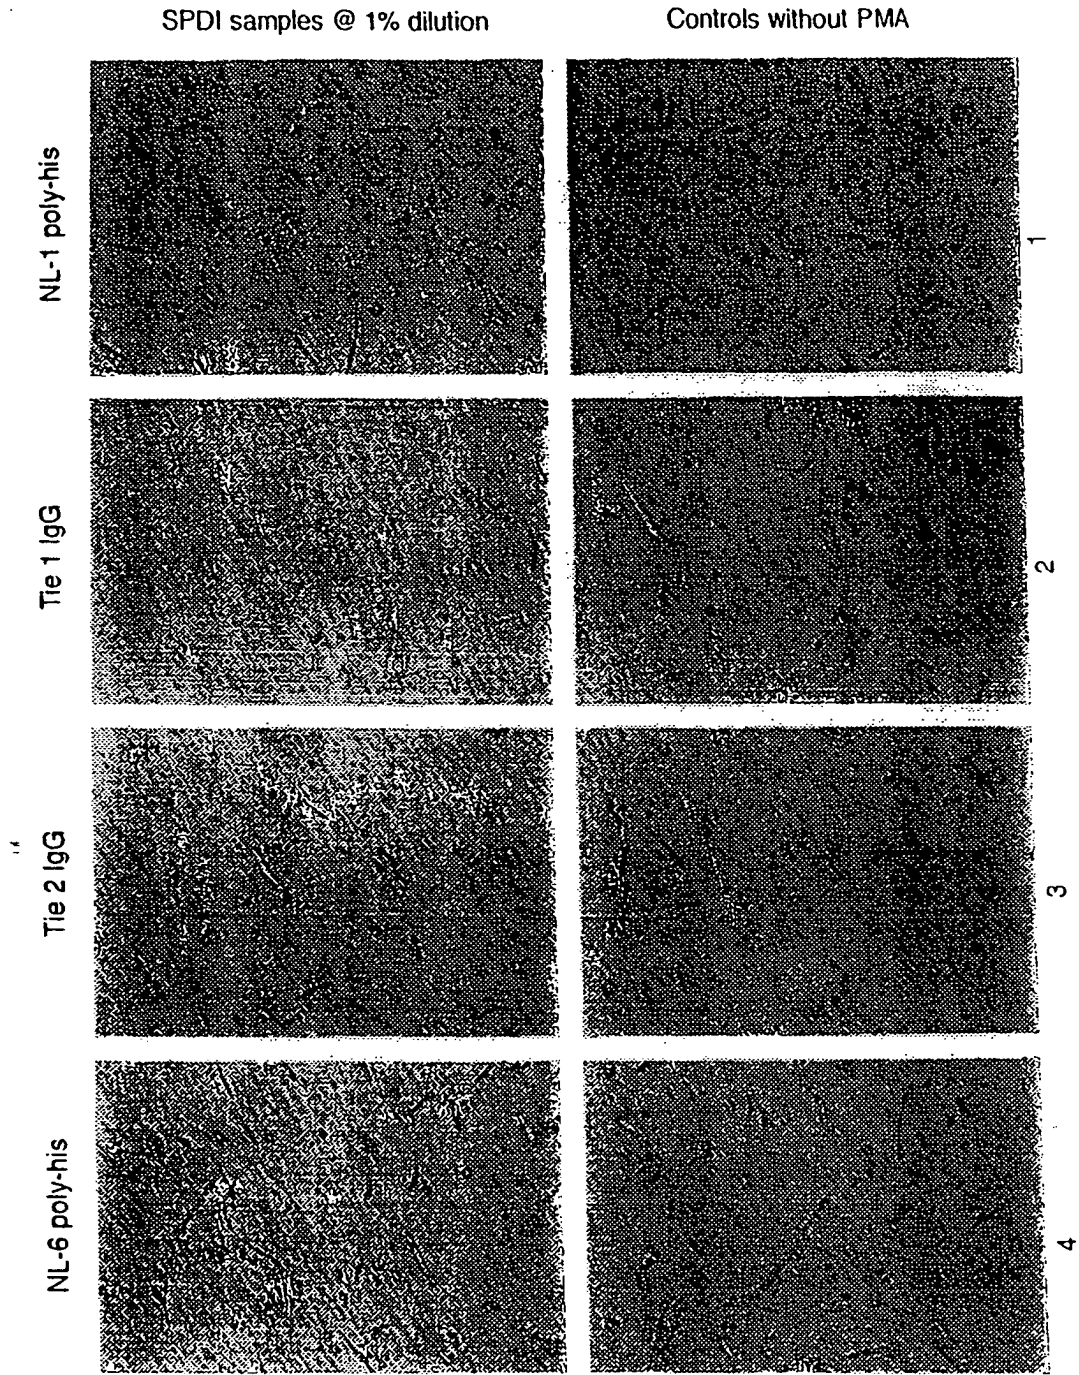 SPDI samples @ 1% dilution
Controls without PMA
NL-1 poly-his
1
Tie 1 IgG
2
Tie 2 IgG
3
NL-6 poly-his
4